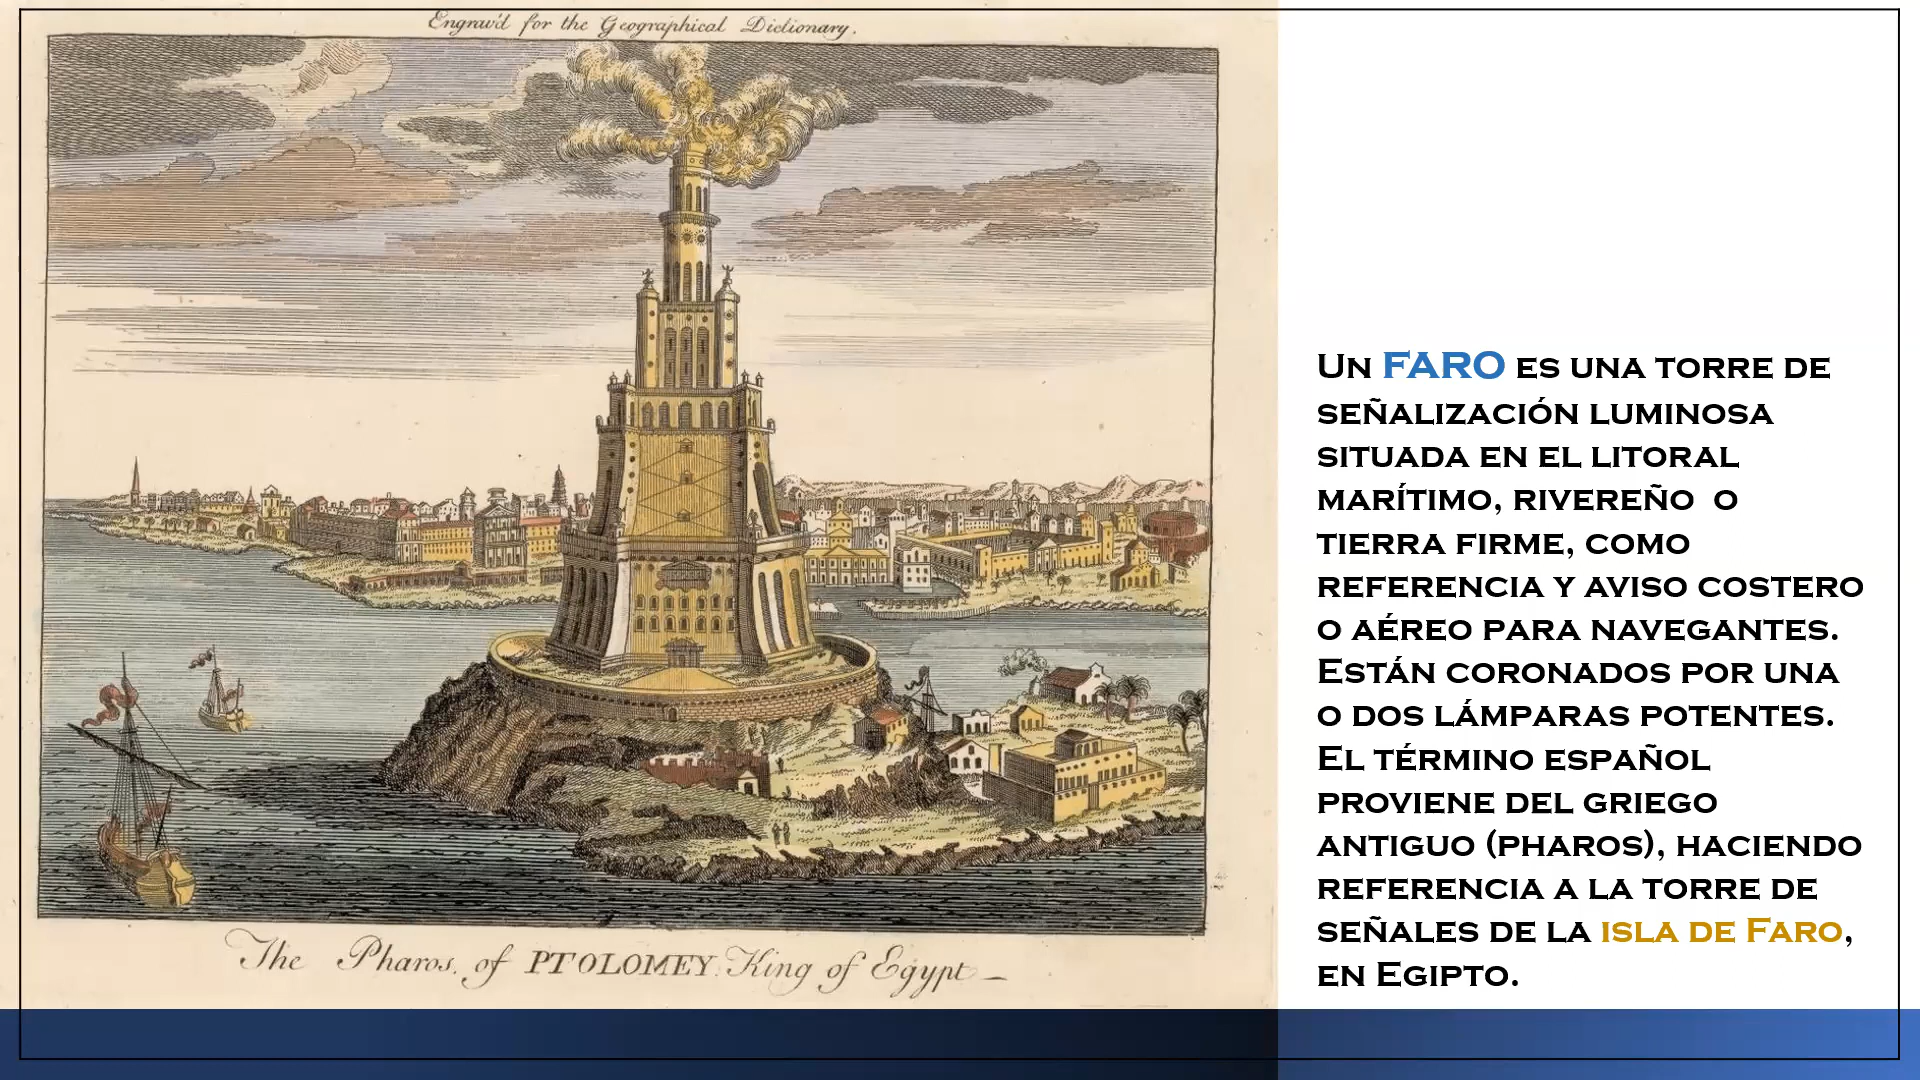 Engrav'd for the Geographical Dictionary.
The Pharos of PTOLOMEY King of Egypt
Un FARO es una torre de
señalización luminosa
situada en el litoral
marítimo, rivereño o
tierra firme, como
referencia y aviso costero
o aéreo para navegantes.
Están coronados por una
o dos lámparas potentes.
El término español
proviene del griego
antiguo (pharos), haciendo
referencia a la torre de
señales de la isla de Faro,
en Egipto.